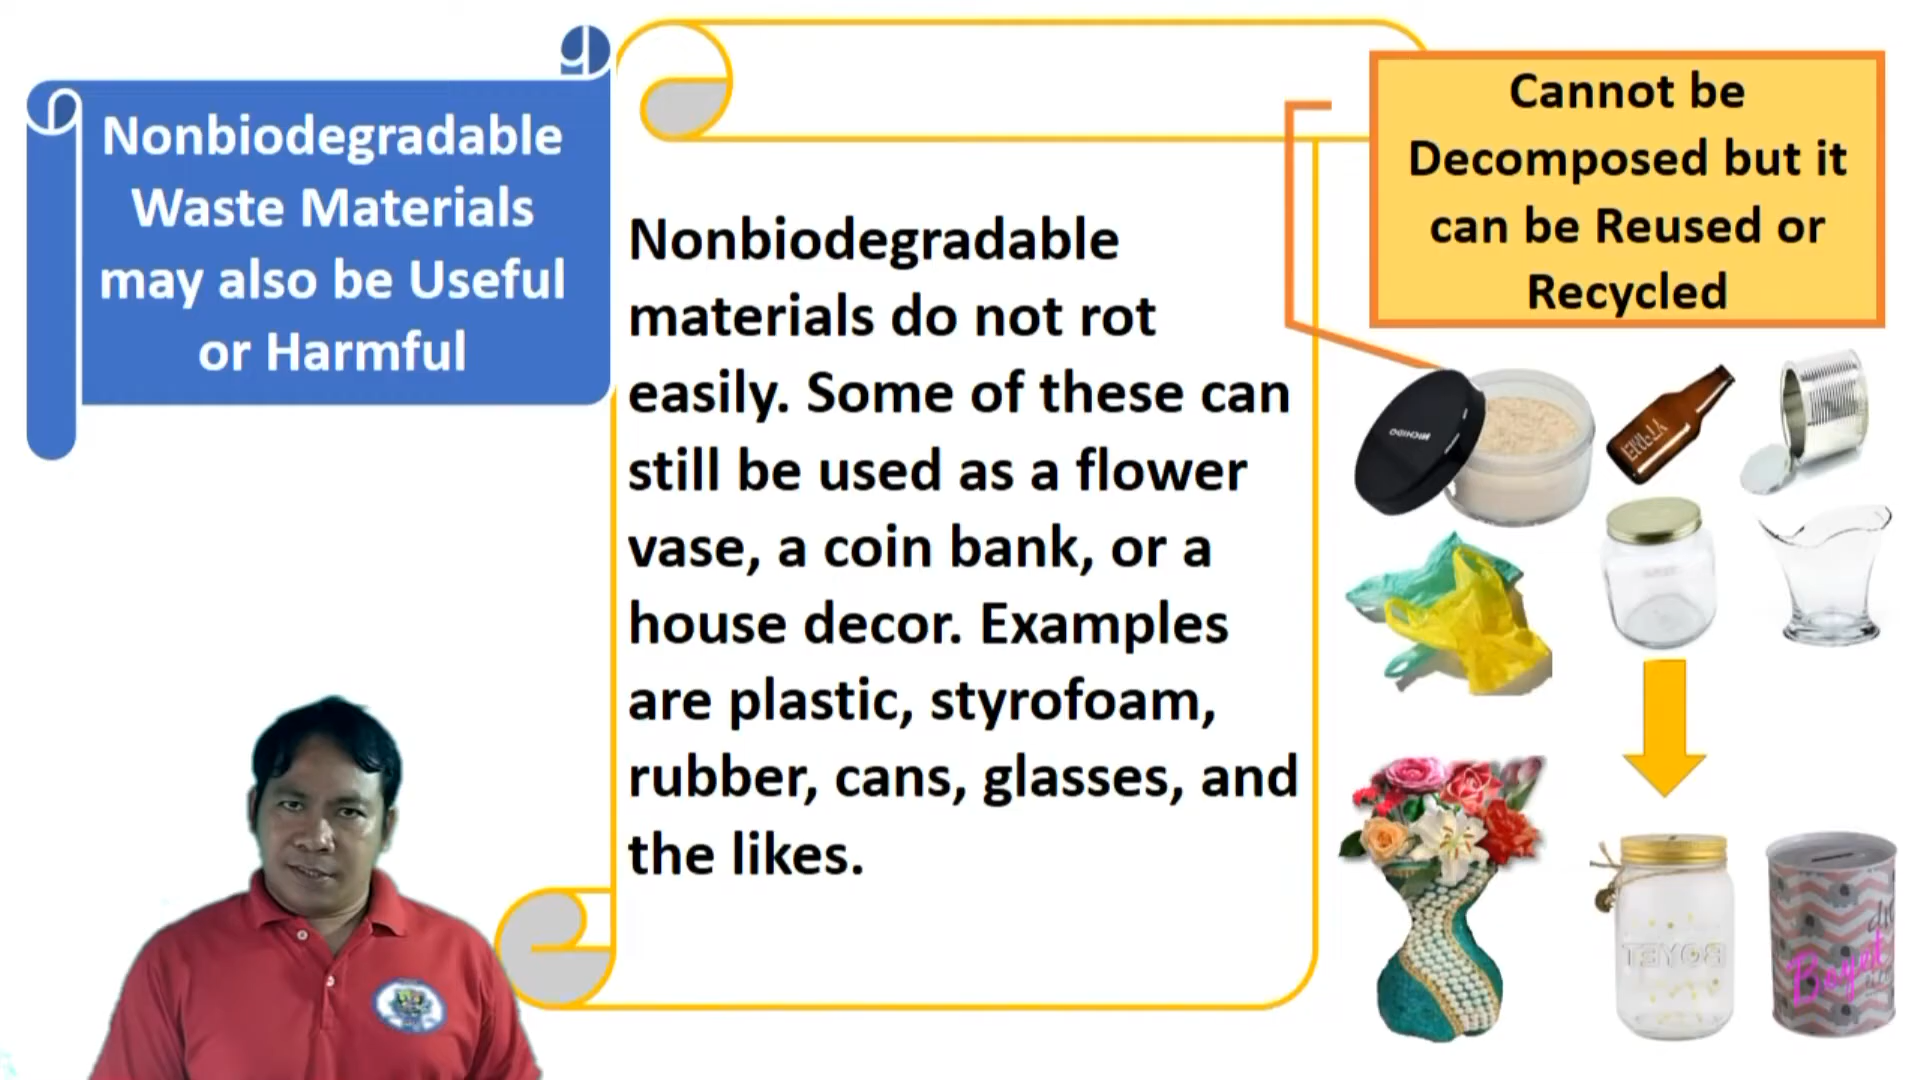 Nonbiodegradable
Waste Materials
may also be Useful
or Harmful
Nonbiodegradable
materials do not rot
easily. Some of these can
still be used as a flower
vase, a coin bank, or a
house decor. Examples
are plastic, styrofoam,
rubber, cans, glasses, and
the likes.
Cannot be
Decomposed but it
can be Reused or
Recycled
BOYET
Boyet